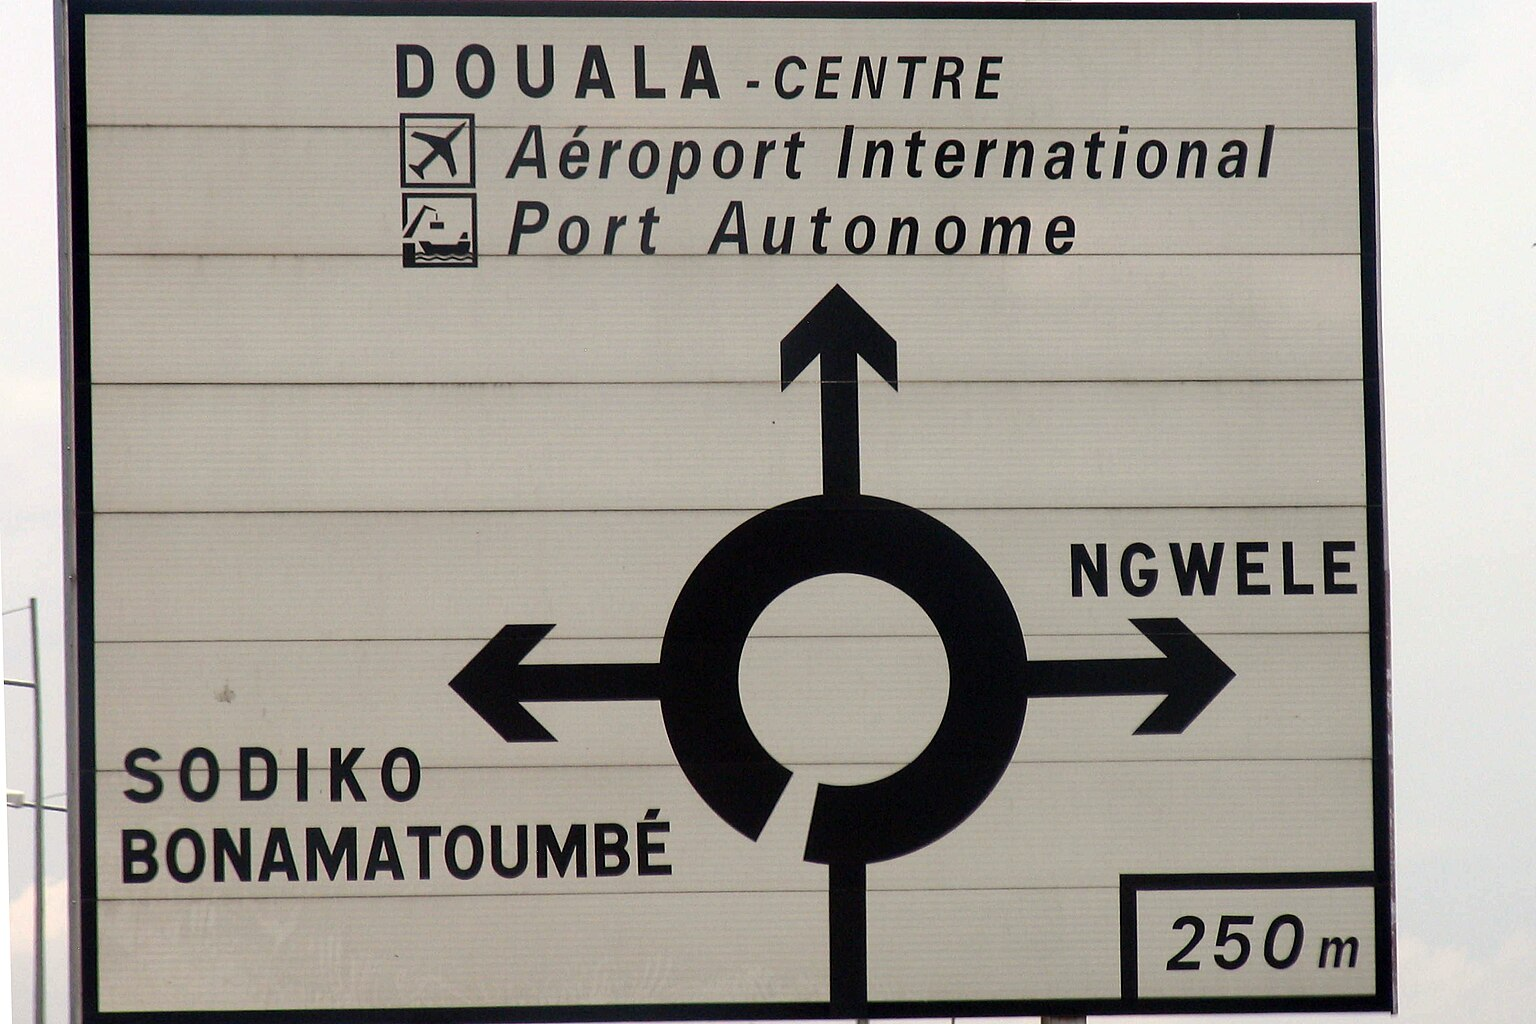 DOUALA - CENTRE
Aéroport International
Port Autonome
NGWELE
SODIKO
BONAMATOUMBÉ
250 m